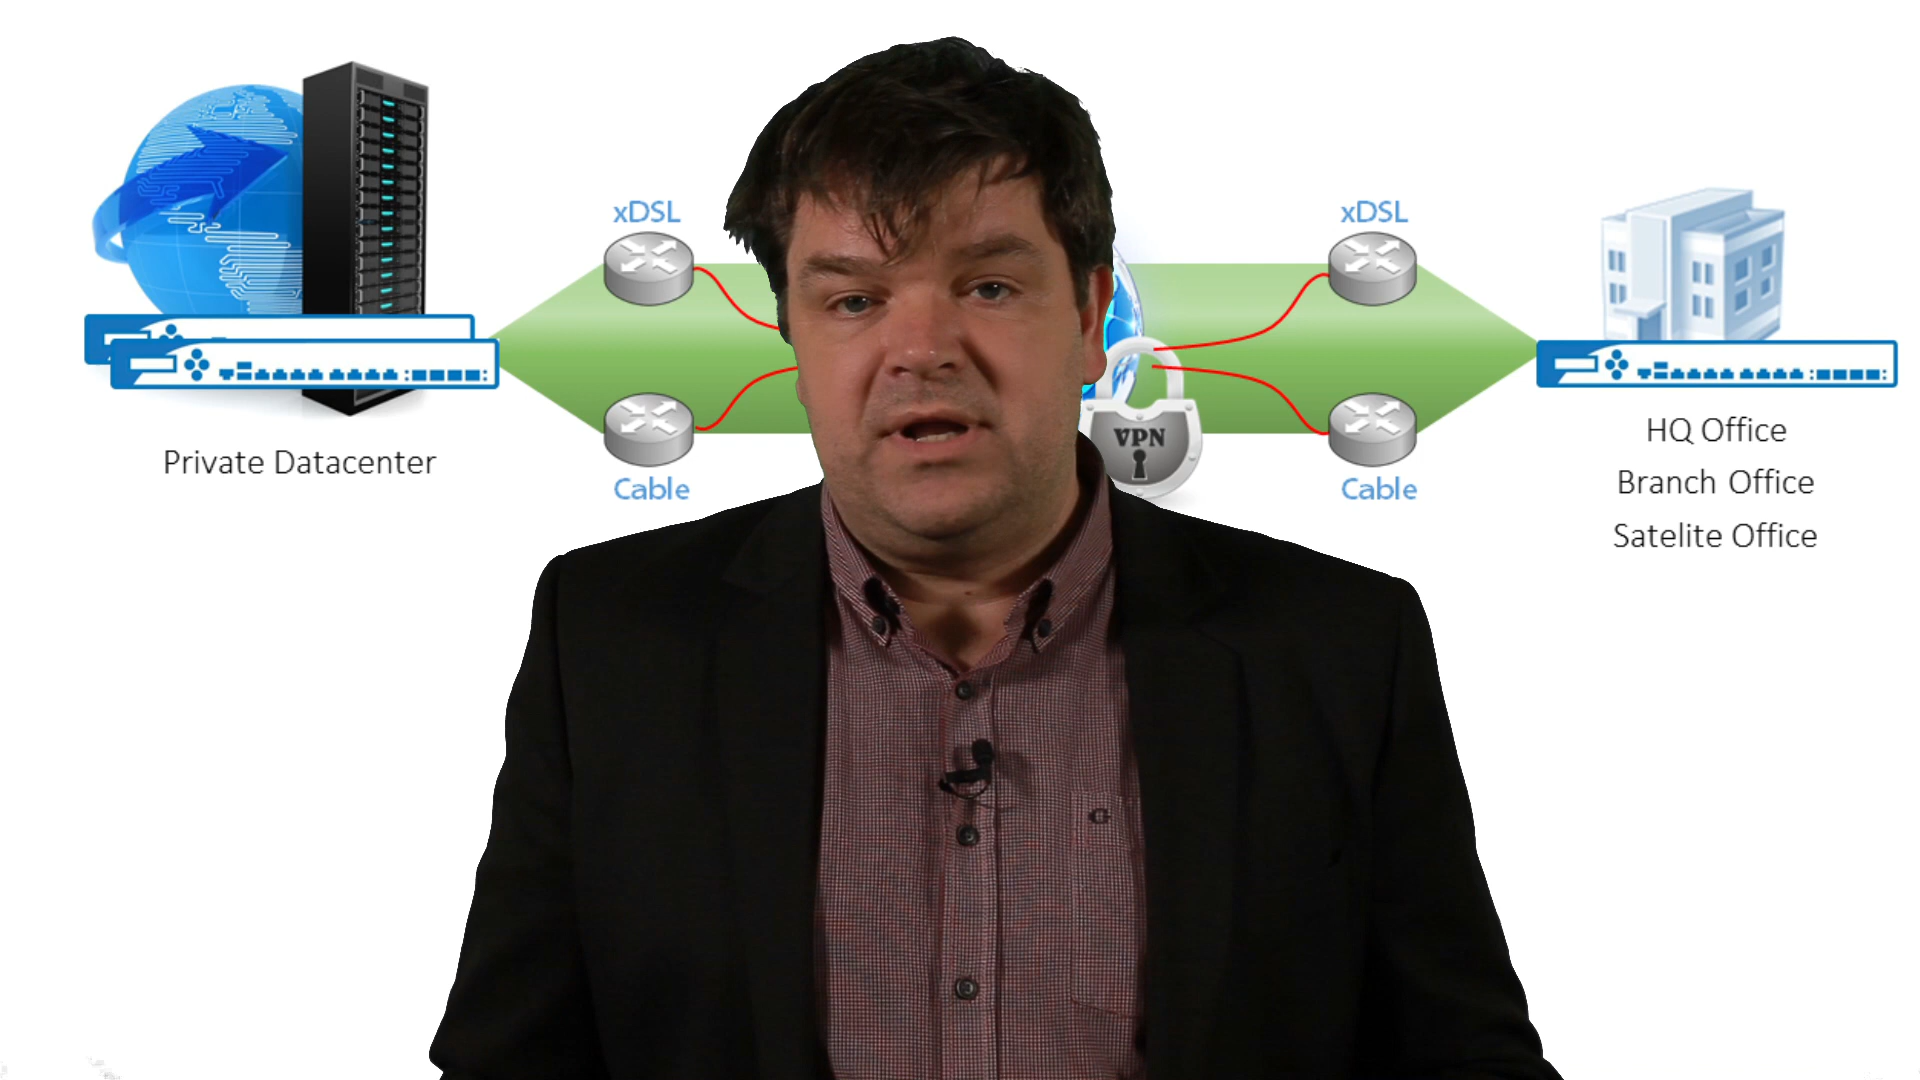 xDSL
xDSL
VPN
Private Datacenter
Cable
Cable
HQ Office
Branch Office
Satelite Office